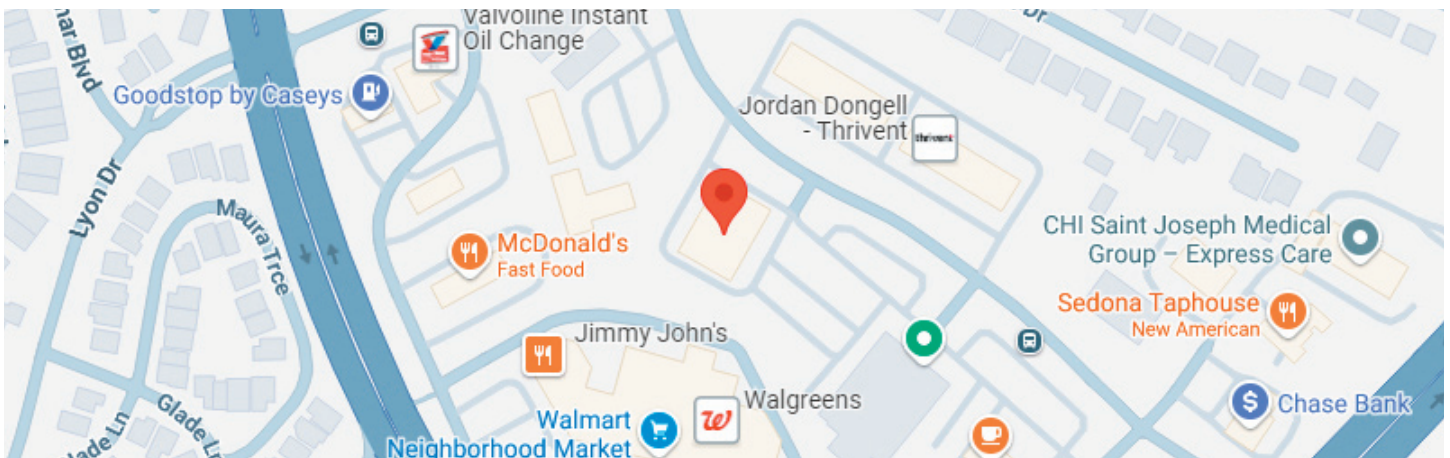 Valvoline Instant
Oil Change
Dr
Goodstop by Caseys
Jordan Dongell
- Thrivent
thrivent
Lyon Dr
Maura Trce
McDonald's
Fast Food
CHI Saint Joseph Medical
Group – Express Care
Sedona Taphouse
New American
Jimmy John's
Walgreens
Chase Bank
$
Walmart
Neighborhood Market
Glade Ln